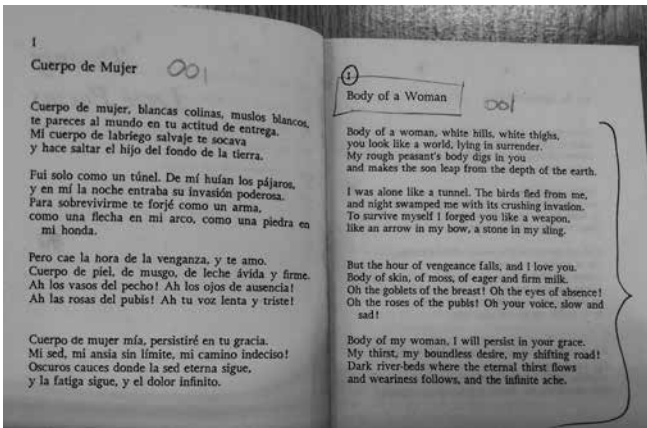 1
Cuerpo de Mujer 001
Cuerpo de mujer, blancas colinas, muslos blancos,
te pareces al mundo en tu actitud de entrega.
Mi cuerpo de labriego salvaje te socava
y hace saltar el hijo del fondo de la tierra.
Fui solo como un túnel. De mí huían los pájaros,
y en mí la noche entraba su invasión poderosa.
Para sobrevivirme te forjé como un arma,
como una flecha en mi arco, como una piedra en
mi honda.
Pero cae la hora de la venganza, y te amo.
Cuerpo de piel, de musgo, de leche ávida y firme.
Ah los vasos del pecho! Ah los ojos de ausencia!
Ah las rosas del pubis! Ah tu voz lenta y triste!
Cuerpo de mujer mía, persistiré en tu gracia.
Mi sed, mi ansia sin límite, mi camino indeciso!
Oscuros cauces donde la sed eterna sigue,
y la fatiga sigue, y el dolor infinito.
1
Body of a Woman 001
Body of a woman, white hills, white thighs,
you look like a world, lying in surrender.
My rough peasant's body digs in you
and makes the son leap from the depth of the earth.
I was alone like a tunnel. The birds fled from me,
and night swamped me with its crushing invasion.
To survive myself I forged you like a weapon,
like an arrow in my bow, a stone in my sling.
But the hour of vengeance falls, and I love you.
Body of skin, of moss, of eager and firm milk.
Oh the goblets of the breast! Oh the eyes of absence!
Oh the roses of the pubis! Oh your voice, slow and
sad!
Body of my woman, I will persist in your grace.
My thirst, my boundless desire, my shifting road!
Dark river-beds where the eternal thirst flows
and weariness follows, and the infinite ache.